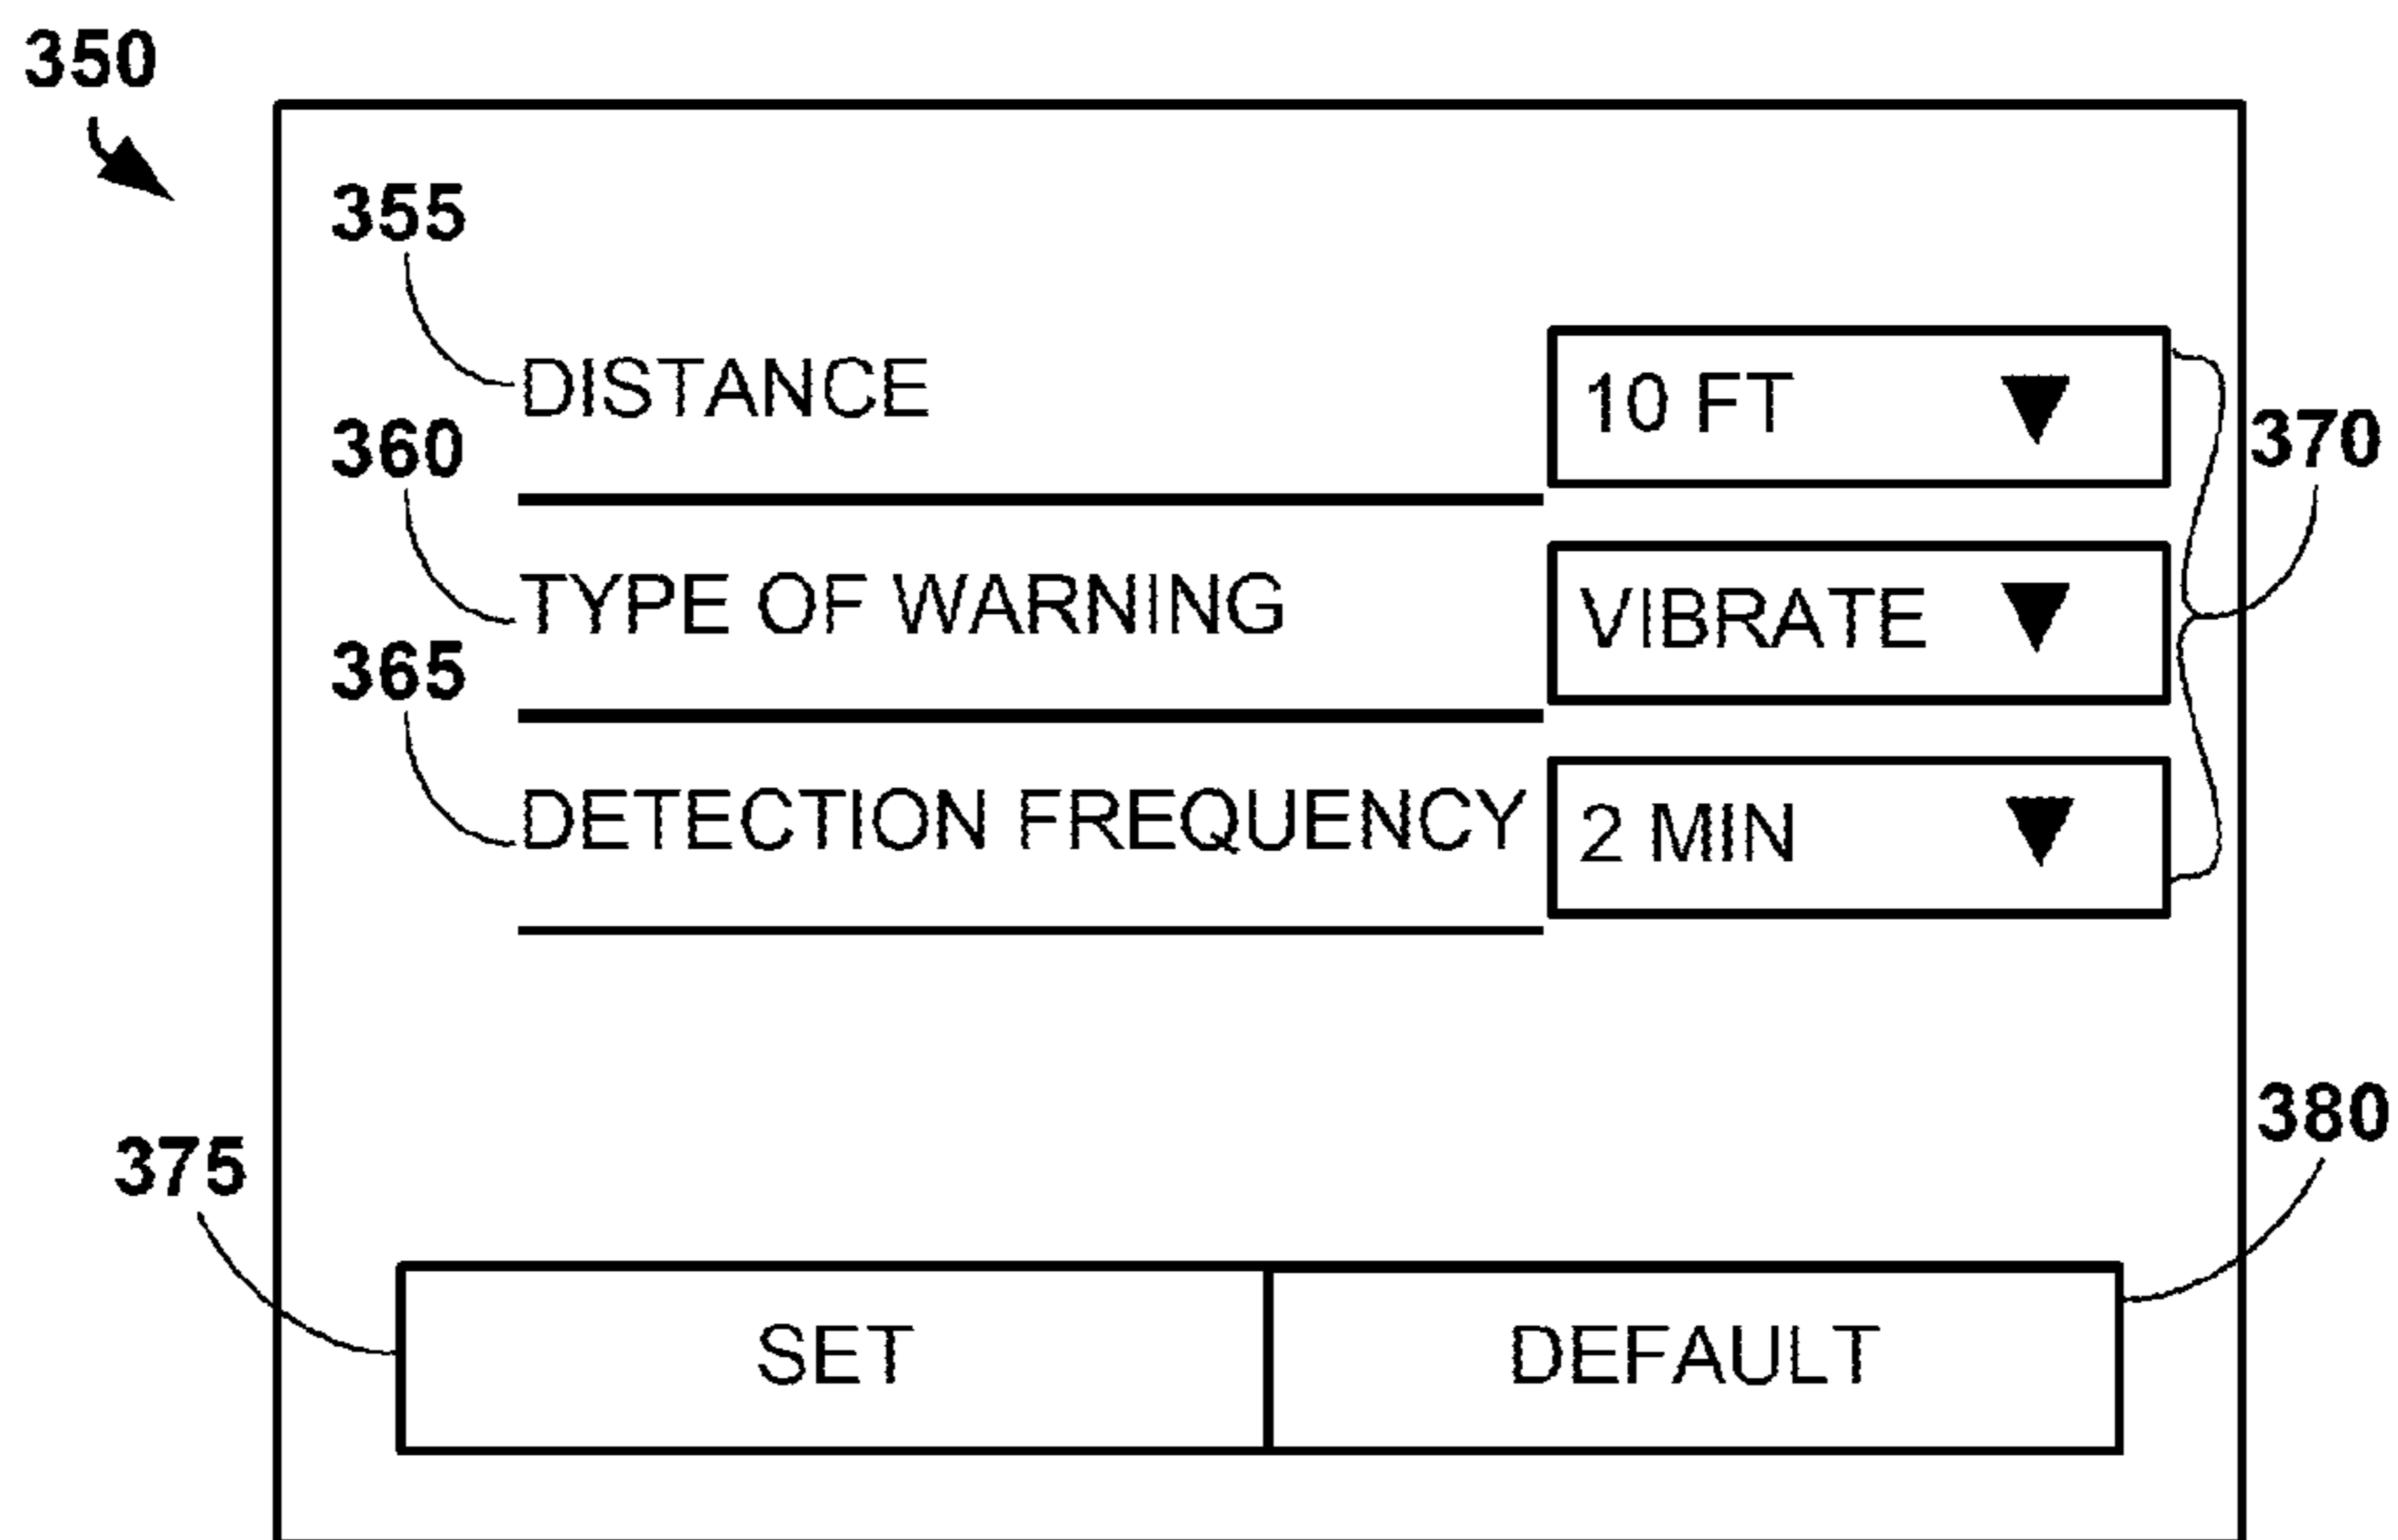 350
355
DISTANCE
10 FT
360
370
TYPE OF WARNING
VIBRATE
365
DETECTION FREQUENCY
2 MIN
380
375
SET
DEFAULT